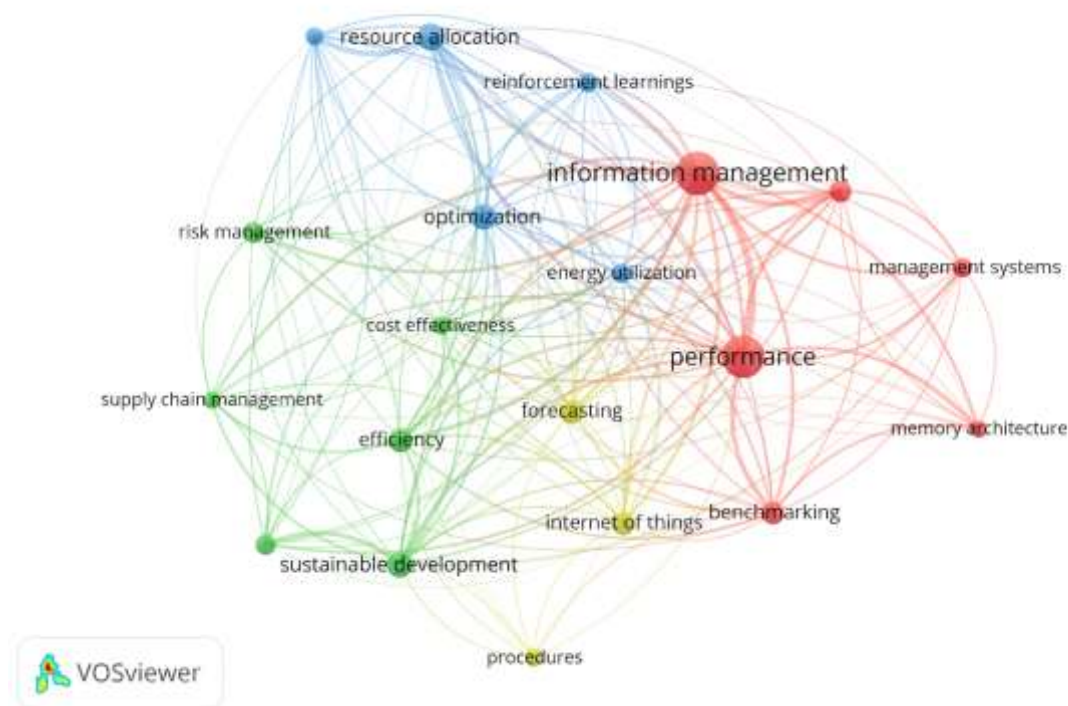 resource allocation
reinforcement learnings
information management
optimization
risk management
management systems
energy utilization
cost effectiveness
performance
supply chain management
forecasting
memory architecture
efficiency
benchmarking
internet of things
sustainable development
procedures
VOSviewer